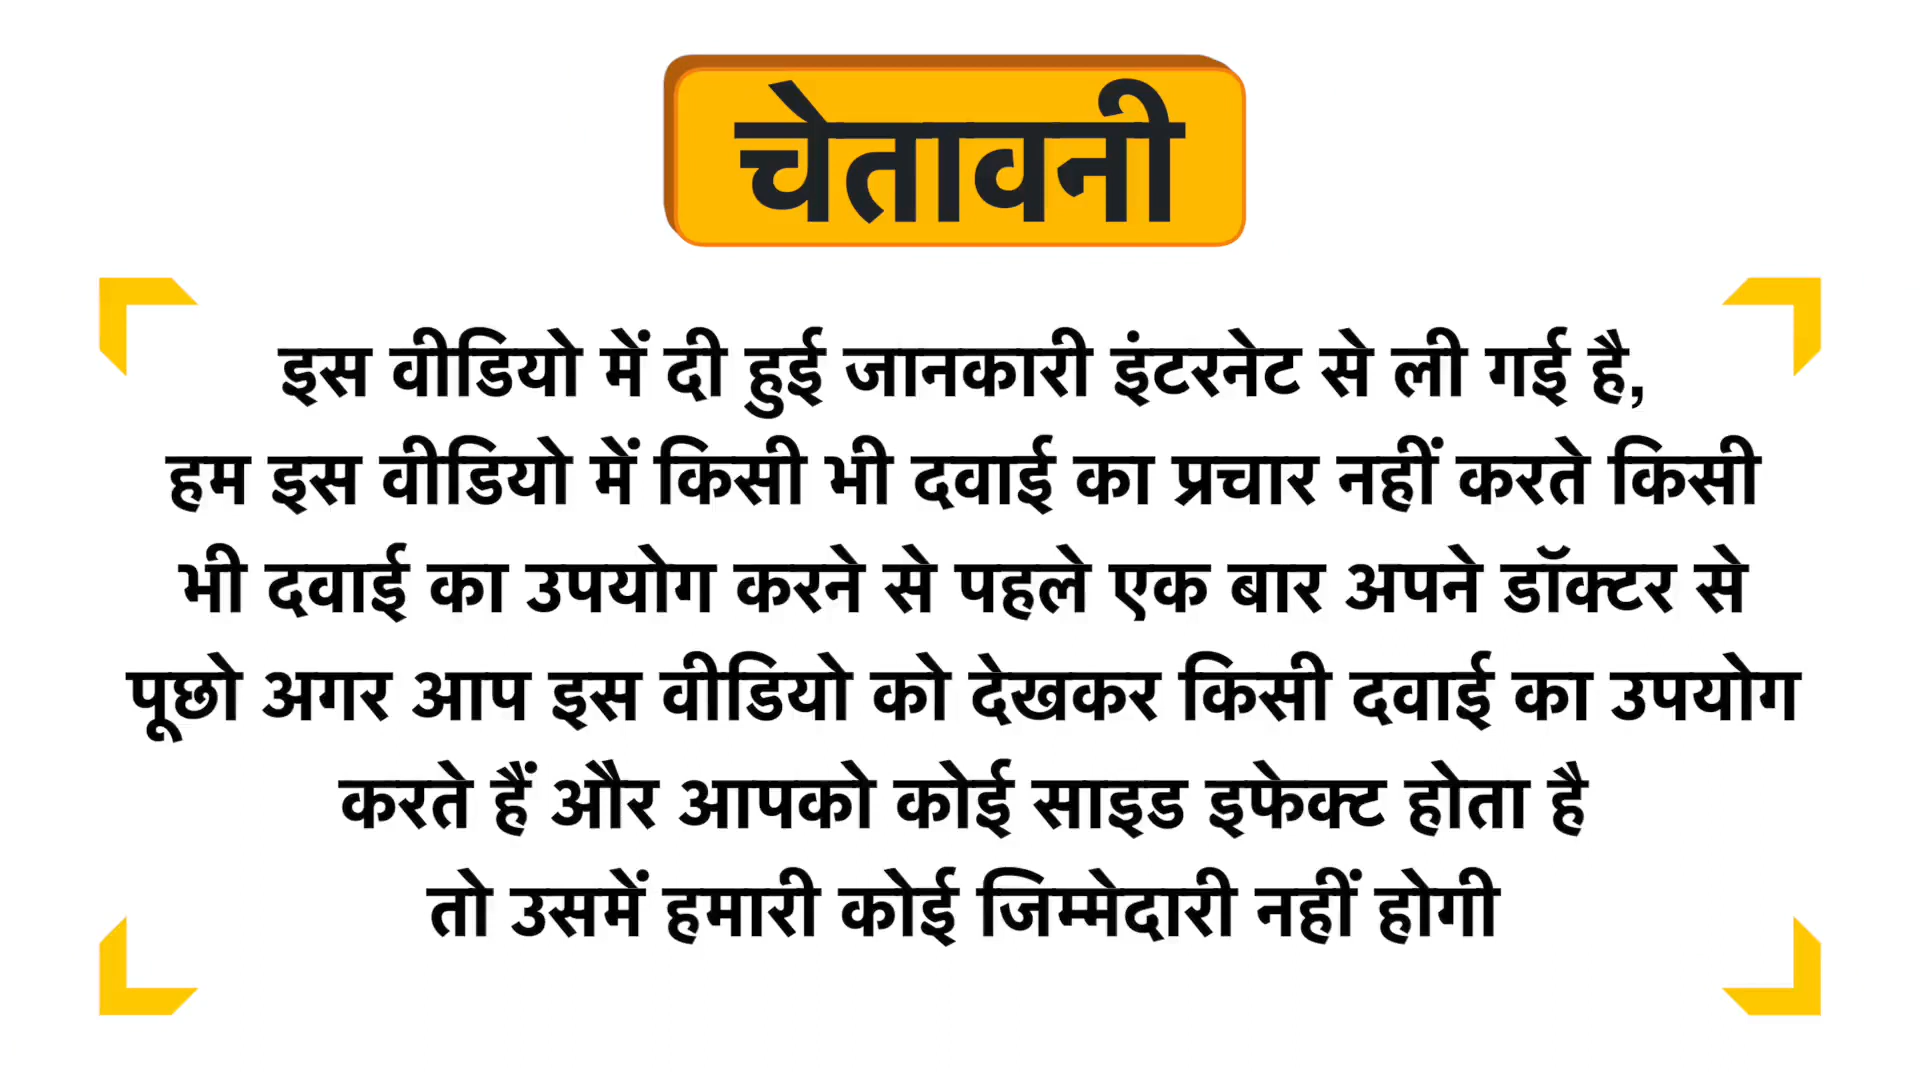 चेतावनी
इस वीडियो में दी हुई जानकारी इंटरनेट से ली गई है,
हम इस वीडियो में किसी भी दवाई का प्रचार नहीं करते किसी
भी दवाई का उपयोग करने से पहले एक बार अपने डॉक्टर से
पूछो अगर आप इस वीडियो को देखकर किसी दवाई का उपयोग
करते हैं और आपको कोई साइड इफेक्ट होता है
तो उसमें हमारी कोई जिम्मेदारी नहीं होगी